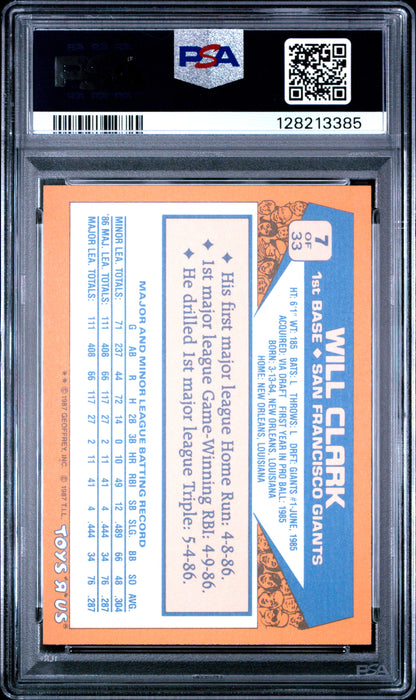 PSA
128213385
7
OF
33
WILL CLARK
1st BASE ◆ SAN FRANCISCO GIANTS
HT: 6'1" WT: 185 BATS: L THROWS: L DRFT: GIANTS #1-JUNE, 1985
ACQUIRED: VIA DRAFT FIRST YEAR IN PRO BALL: 1985
BORN: 3-13-64, NEW ORLEANS, LOUISIANA
HOME: NEW ORLEANS, LOUISIANA
◆ His first major league Home Run: 4-8-86.
◆ 1st major league Game-Winning RBI: 4-9-86.
◆ He drilled 1st major league Triple: 5-4-86.
MAJOR AND MINOR LEAGUE BATTING RECORD
G AB R H 2B 3B HR RBI SB SLG. BB SO AVG.
MINOR LEA. TOTALS: 71 237 44 72 14 0 10 49 12 .489 66 48 .304
'86 MAJ. LEA. TOTALS: 111 408 66 117 27 2 11 41 4 .444 34 76 .287
MAJOR LEA. TOTALS: 111 408 66 117 27 2 11 41 4 .444 34 76 .287
* * ©1987 GEOFFREY, INC. © 1987 T.L. TOYS "R" US®
PSA